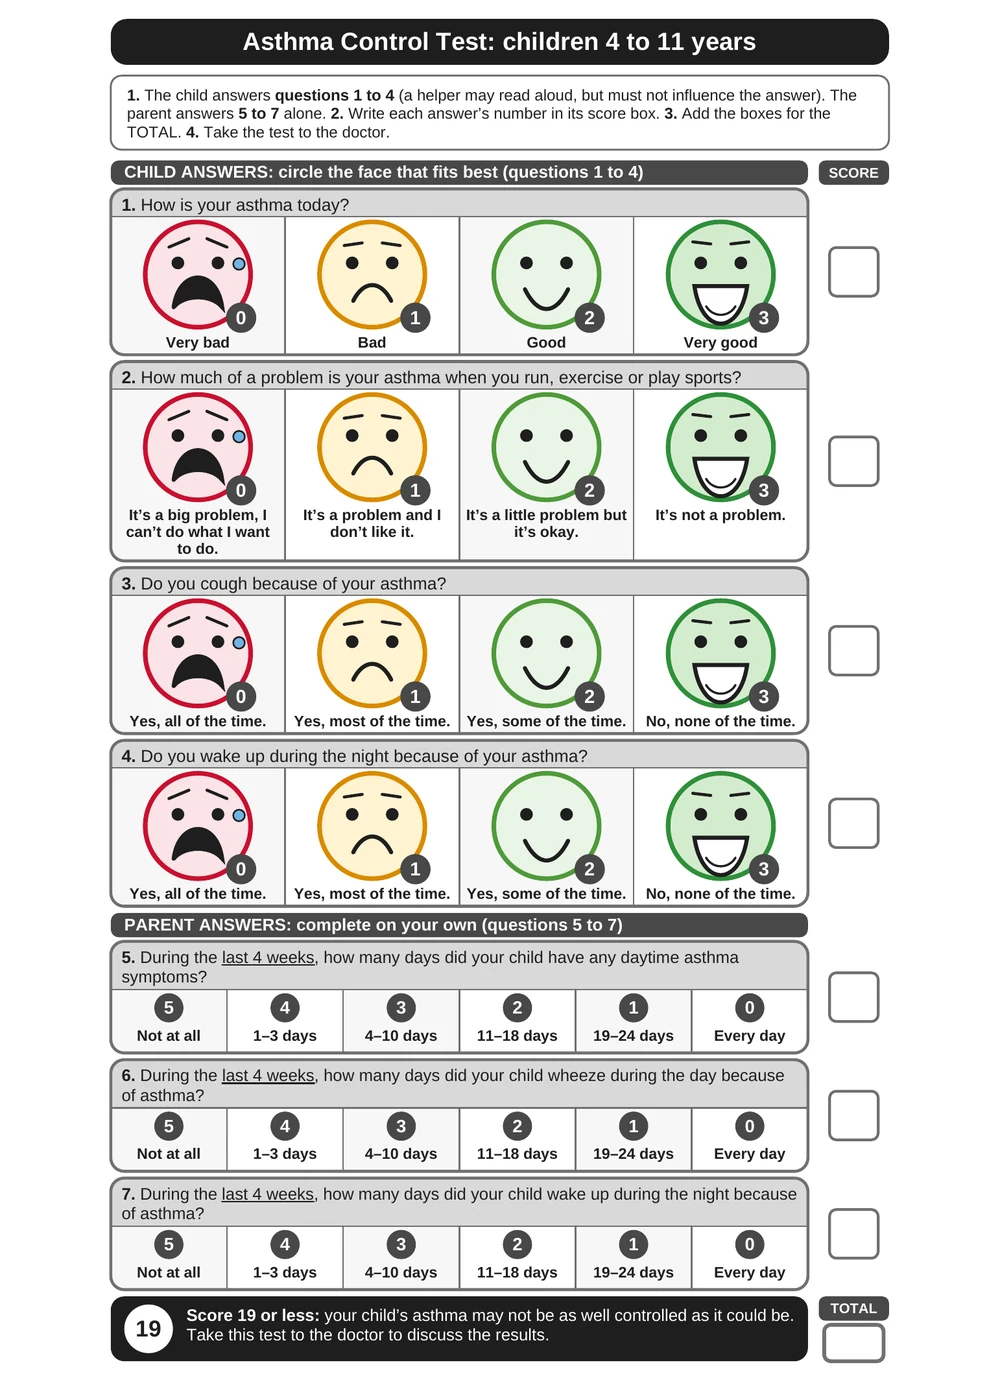 Asthma Control Test: children 4 to 11 years
1. The child answers questions 1 to 4 (a helper may read aloud, but must not influence the answer). The
parent answers 5 to 7 alone. 2. Write each answer’s number in its score box. 3. Add the boxes for the
TOTAL. 4. Take the test to the doctor.
CHILD ANSWERS: circle the face that fits best (questions 1 to 4)
SCORE
1. How is your asthma today?
0 1 2 3
Very bad Bad Good Very good
2. How much of a problem is your asthma when you run, exercise or play sports?
0 1 2 3
It’s a big problem, I It’s a problem and I It’s a little problem but It’s not a problem.
can’t do what I want don’t like it. it’s okay.
to do.
3. Do you cough because of your asthma?
0 1 2 3
Yes, all of the time. Yes, most of the time. Yes, some of the time. No, none of the time.
4. Do you wake up during the night because of your asthma?
0 1 2 3
Yes, all of the time. Yes, most of the time. Yes, some of the time. No, none of the time.
PARENT ANSWERS: complete on your own (questions 5 to 7)
5. During the last 4 weeks, how many days did your child have any daytime asthma
symptoms?
5 4 3 2 1 0
Not at all 1–3 days 4–10 days 11–18 days 19–24 days Every day
6. During the last 4 weeks, how many days did your child wheeze during the day because
of asthma?
5 4 3 2 1 0
Not at all 1–3 days 4–10 days 11–18 days 19–24 days Every day
7. During the last 4 weeks, how many days did your child wake up during the night because
of asthma?
5 4 3 2 1 0
Not at all 1–3 days 4–10 days 11–18 days 19–24 days Every day
19
Score 19 or less: your child’s asthma may not be as well controlled as it could be.
Take this test to the doctor to discuss the results.
TOTAL